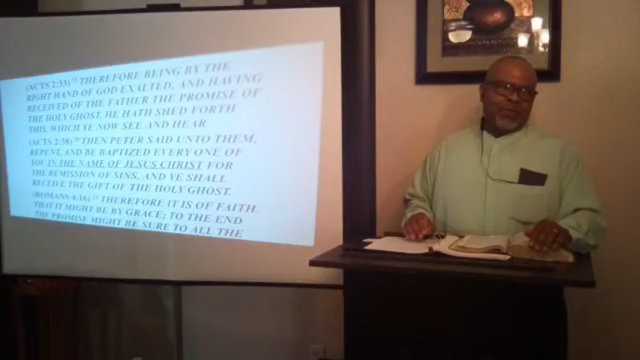 (ACTS 2:33) 33 THEREFORE BEING BY THE
RIGHT HAND OF GOD EXALTED, AND HAVING
RECEIVED OF THE FATHER THE PROMISE OF
THE HOLY GHOST, HE HATH SHED FORTH
THIS, WHICH YE NOW SEE AND HEAR
(ACTS 2:38) 38 THEN PETER SAID UNTO THEM,
REPENT, AND BE BAPTIZED EVERY ONE OF
YOU IN THE NAME OF JESUS CHRIST FOR
THE REMISSION OF SINS, AND YE SHALL
RECEIVE THE GIFT OF THE HOLY GHOST.
(ROMANS 4:16) 16 THEREFORE IT IS OF FAITH,
THAT IT MIGHT BE BY GRACE; TO THE END
THE PROMISE MIGHT BE SURE TO ALL THE